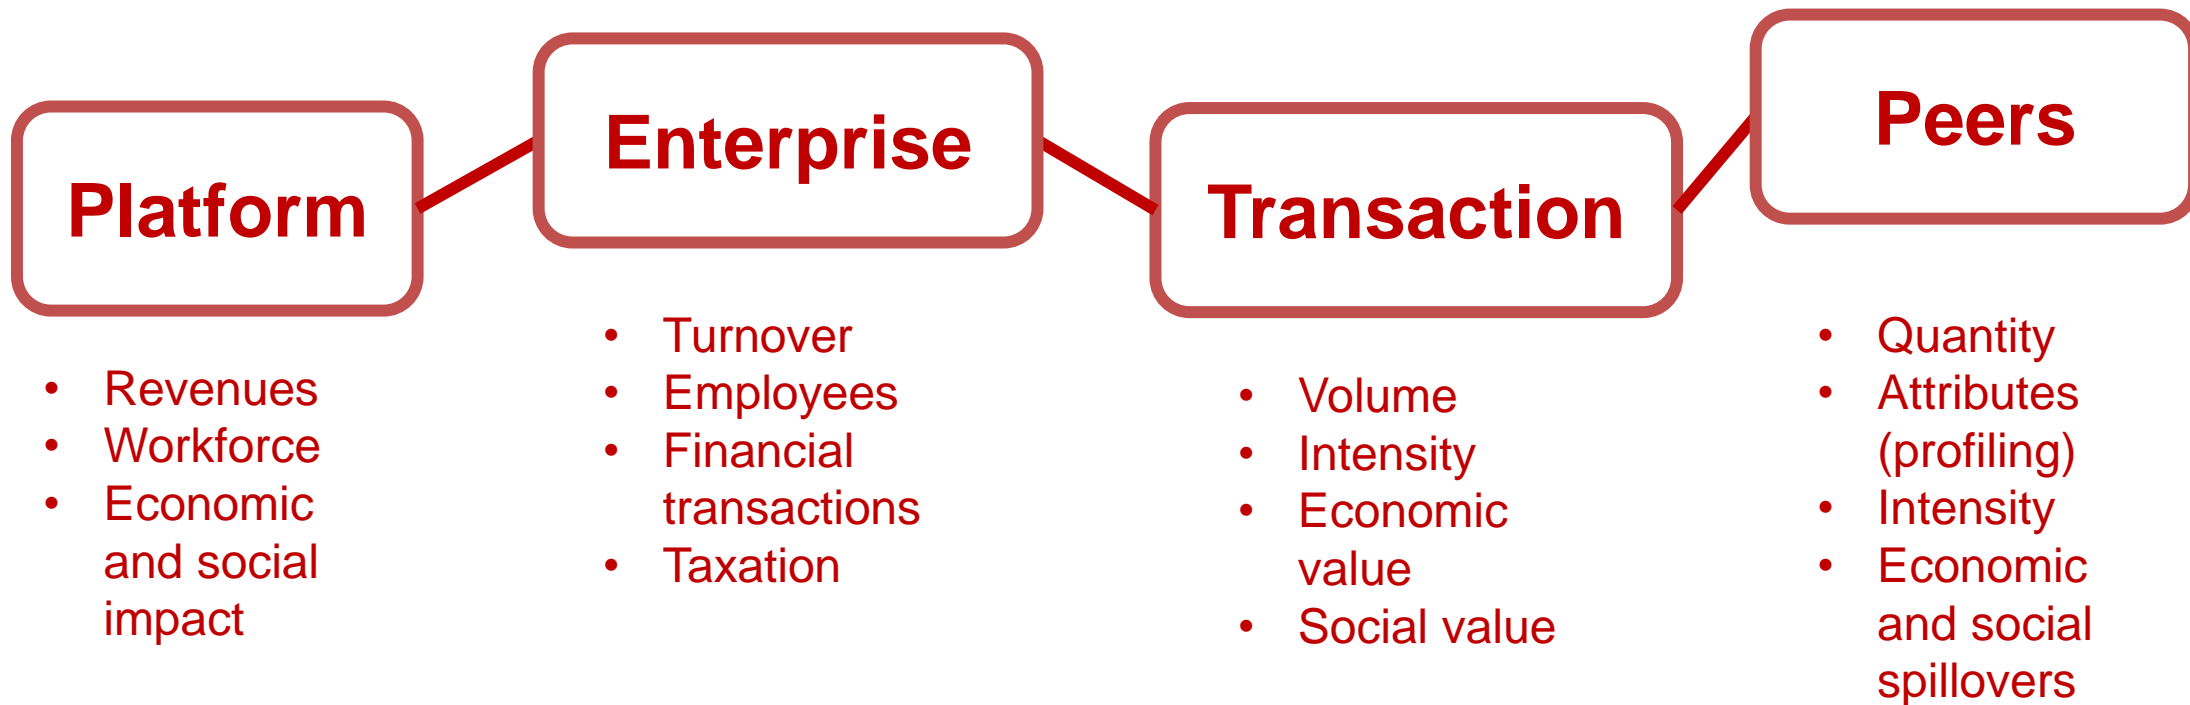 Platform
• Revenues
• Workforce
• Economic
and social
impact
Enterprise
• Turnover
• Employees
• Financial
transactions
• Taxation
Transaction
• Volume
• Intensity
• Economic
value
• Social value
Peers
• Quantity
• Attributes
(profiling)
• Intensity
• Economic
and social
spillovers